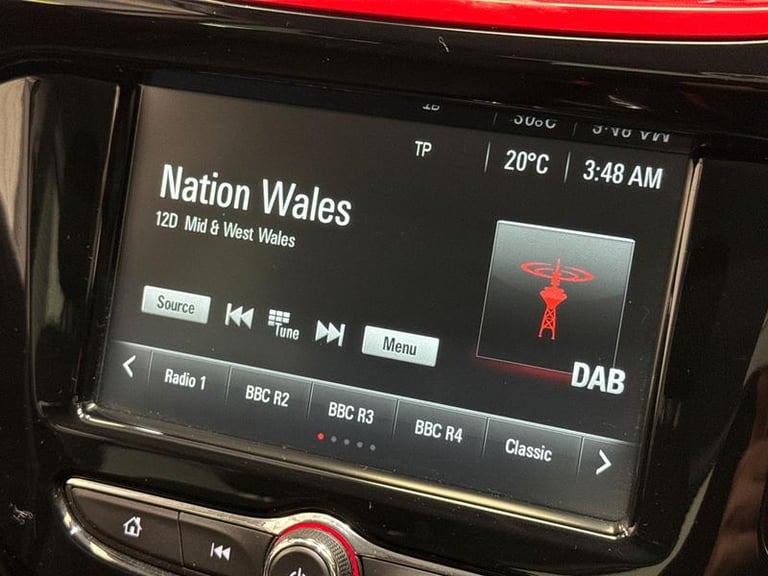 TP 20°C 3:48 AM
Nation Wales
12D Mid & West Wales
Source Tune Menu
DAB
Radio 1 BBC R2 BBC R3 BBC R4 Classic